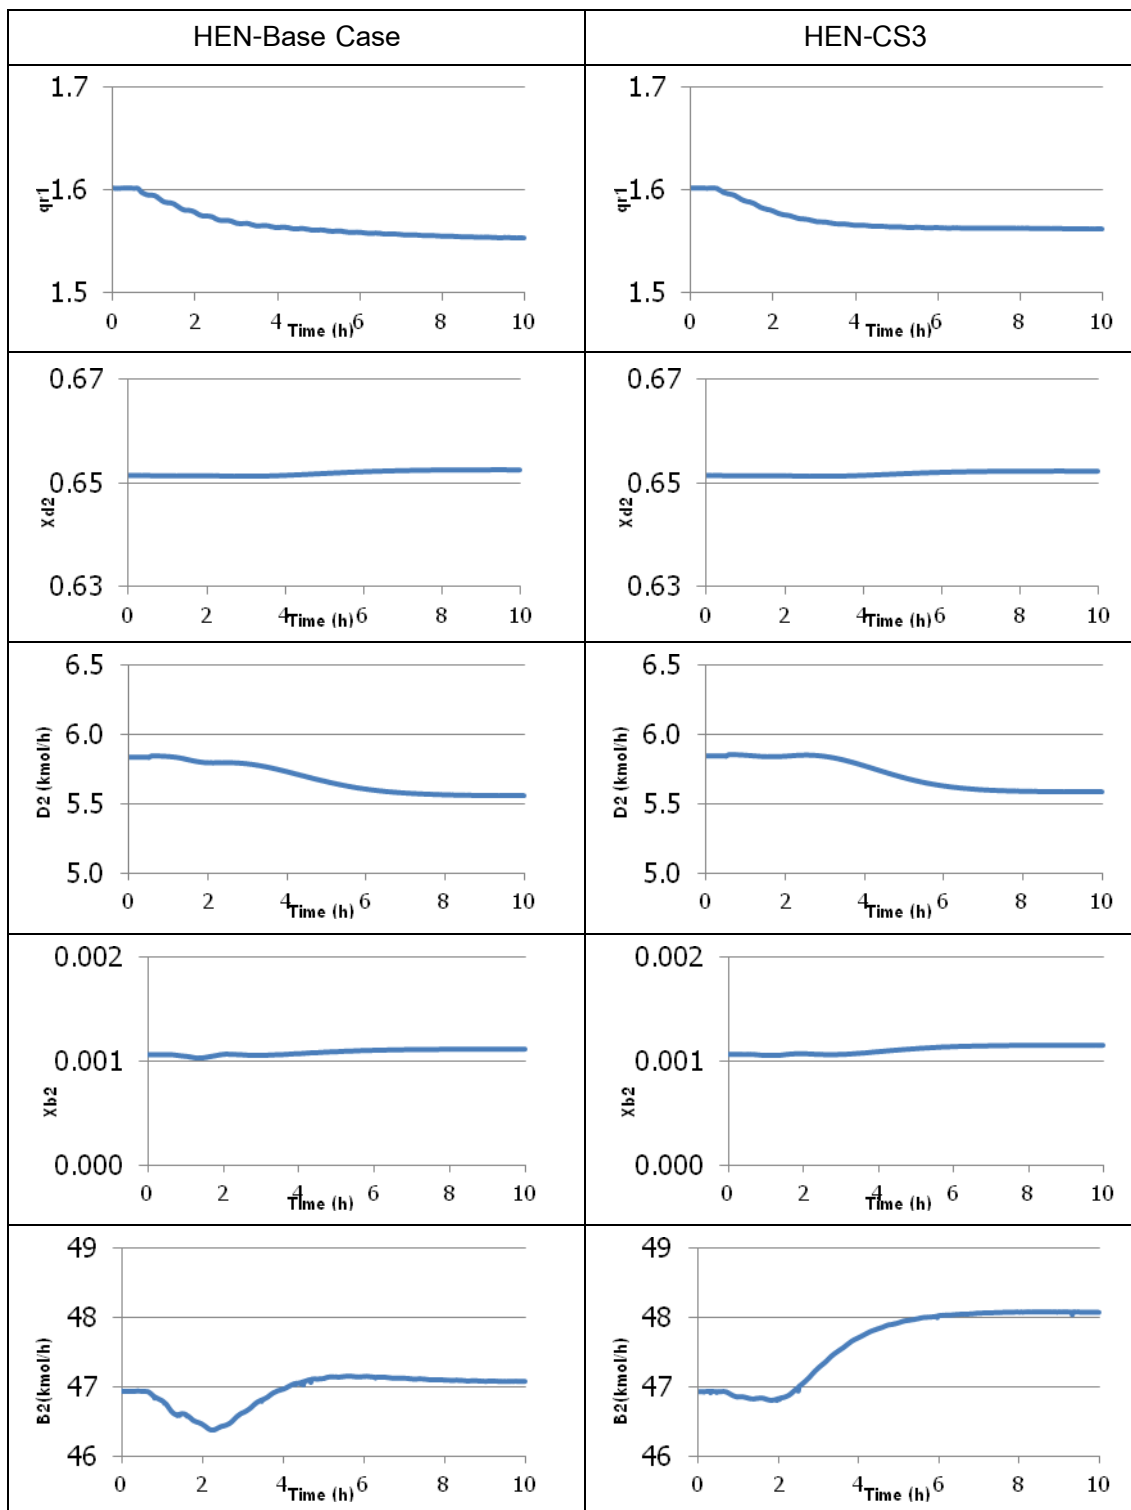 HEN-Base Case HEN-CS3
1.7 1.7
1.6 1.6
qr1 qr1
1.5 1.5
0 2 4 6 8 10 0 2 4 6 8 10
Time (h) Time (h)
0.67 0.67
0.65 0.65
Xd2 Xd2
0.63 0.63
0 2 4 6 8 10 0 2 4 6 8 10
Time (h) Time (h)
6.5 6.5
6.0 6.0
D2 (kmol/h) D2 (kmol/h)
5.5 5.5
5.0 5.0
0 2 4 6 8 10 0 2 4 6 8 10
Time (h) Time (h)
0.002 0.002
0.001 0.001
Xb2 Xb2
0.000 0.000
0 2 4 6 8 10 0 2 4 6 8 10
Time (h) Time (h)
49 49
48 48
47 47
B2(kmol/h) B2(kmol/h)
46 46
0 2 4 6 8 10 0 2 4 6 8 10
Time (h) Time (h)